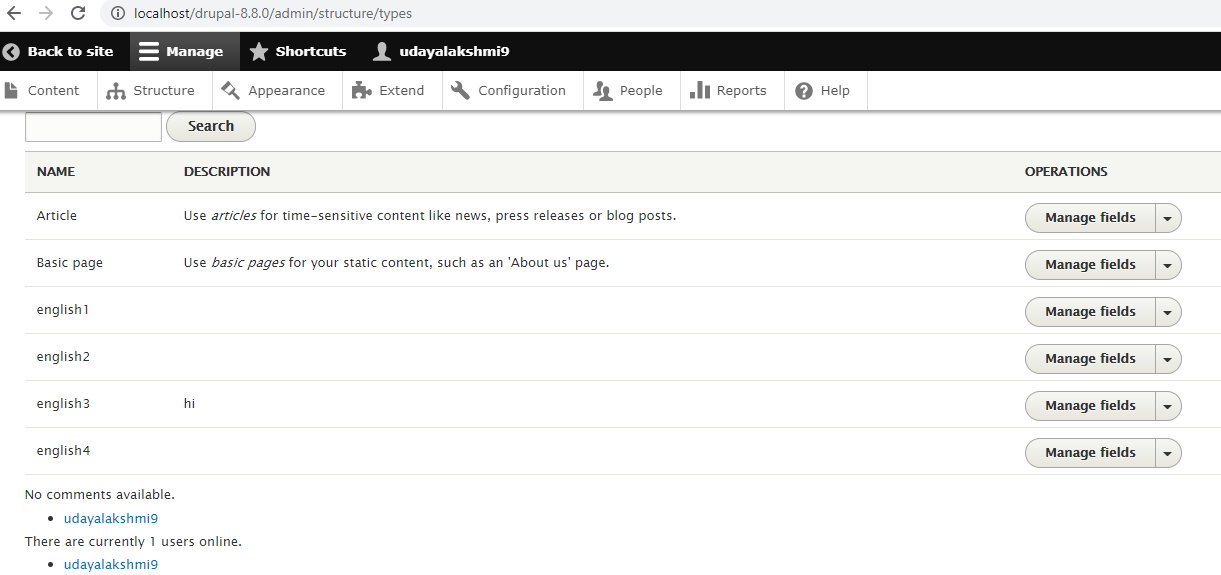 localhost/drupal-8.8.0/admin/structure/types
Back to site Manage Shortcuts udayalakshmi9
Content Structure Appearance Extend Configuration People Reports Help
Search
NAME DESCRIPTION OPERATIONS
Article Use articles for time-sensitive content like news, press releases or blog posts. Manage fields
Basic page Use basic pages for your static content, such as an 'About us' page. Manage fields
english1 Manage fields
english2 Manage fields
english3 hi Manage fields
english4 Manage fields
No comments available.
udayalakshmi9
There are currently 1 users online.
udayalakshmi9